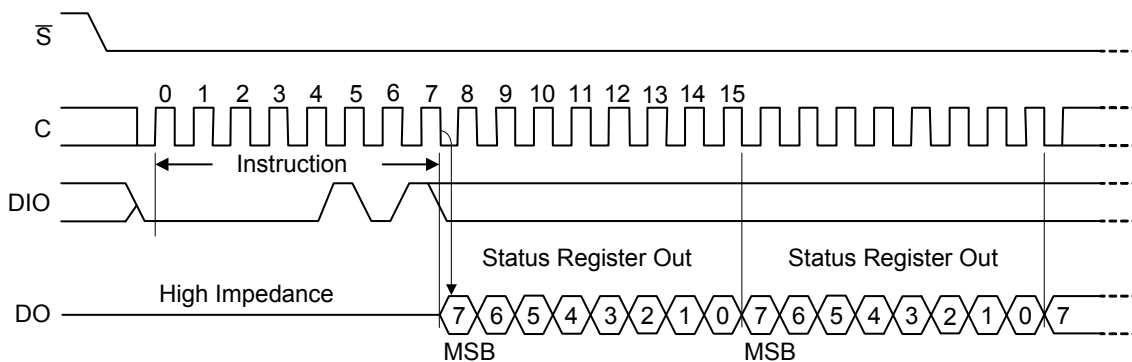 S
0 1 2 3 4 5 6 7 8 9 10 11 12 13 14 15
C
Instruction
DIO
Status Register Out Status Register Out
High Impedance
DO 7 6 5 4 3 2 1 0 7 6 5 4 3 2 1 0 7
MSB MSB